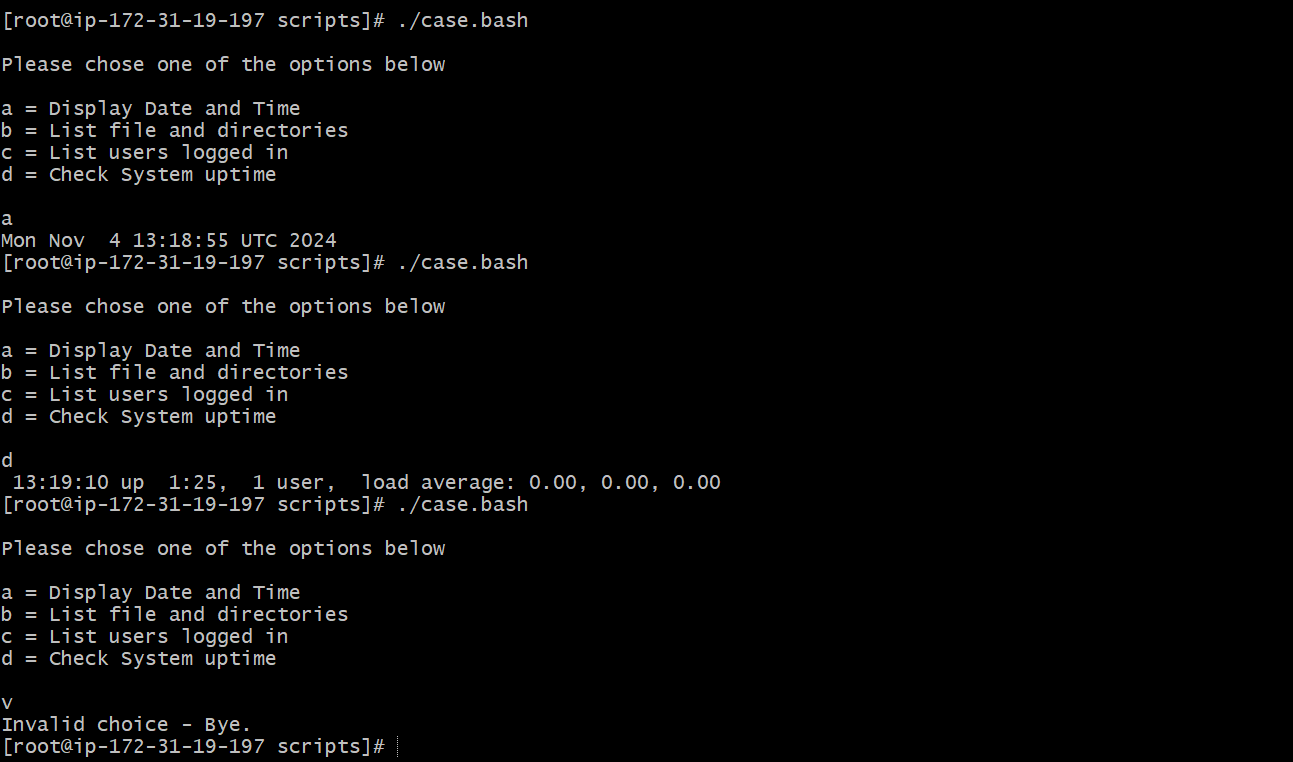 [root@ip-172-31-19-197 scripts]# ./case.bash
Please chose one of the options below
a = Display Date and Time
b = List file and directories
c = List users logged in
d = Check System uptime
a
Mon Nov  4 13:18:55 UTC 2024
[root@ip-172-31-19-197 scripts]# ./case.bash
Please chose one of the options below
a = Display Date and Time
b = List file and directories
c = List users logged in
d = Check System uptime
d
 13:19:10 up  1:25,  1 user,  load average: 0.00, 0.00, 0.00
[root@ip-172-31-19-197 scripts]# ./case.bash
Please chose one of the options below
a = Display Date and Time
b = List file and directories
c = List users logged in
d = Check System uptime
v
Invalid choice - Bye.
[root@ip-172-31-19-197 scripts]#